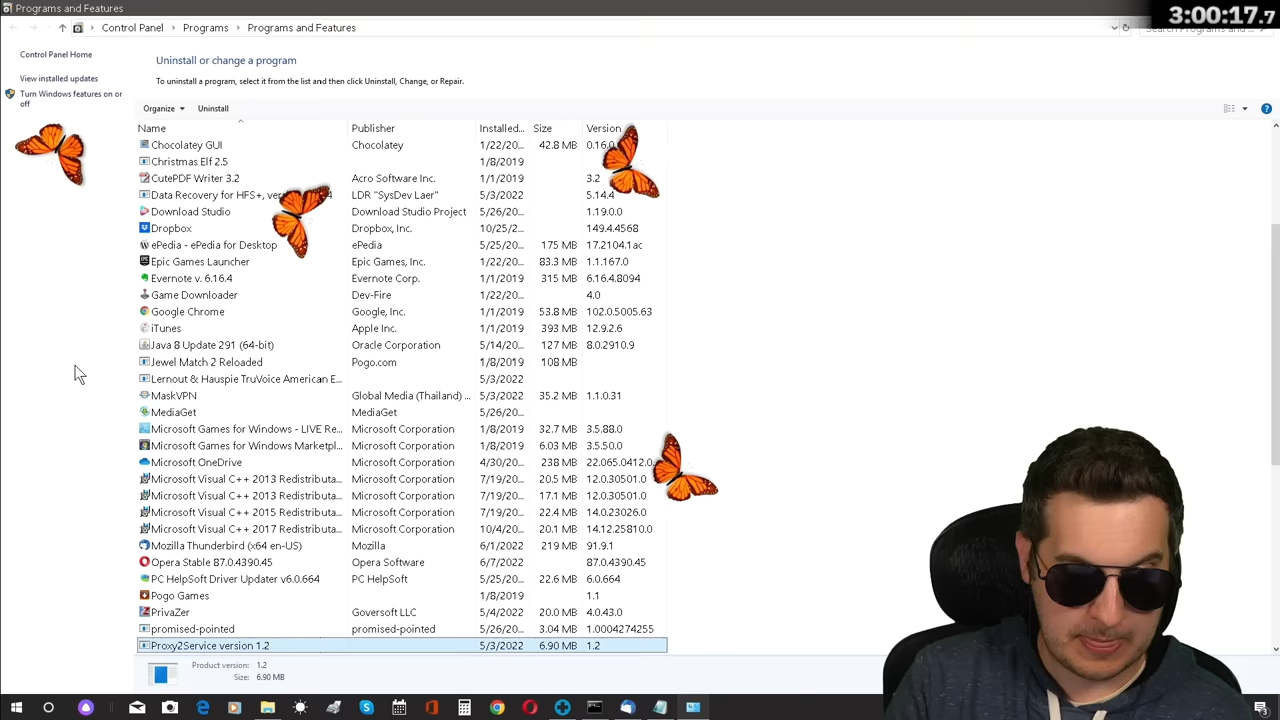 Programs and Features
3:00:17.7
Control Panel Programs Programs and Features
Search Programs and ...
Control Panel Home
View installed updates
Turn Windows features on or
off
Uninstall or change a program
To uninstall a program, select it from the list and then click Uninstall, Change, or Repair.
Organize Uninstall
Name Publisher Installed... Size Version
Chocolatey GUI Chocolatey 1/22/20... 42.8 MB 0.16.0
Christmas Elf 2.5 1/8/2019
CutePDF Writer 3.2 Acro Software Inc. 1/1/2019 3.2
Data Recovery for HFS+, ver 4 LDR "SysDev Laer" 5/3/2022 5.14.4
Download Studio Download Studio Project 5/26/20... 1.19.0.0
Dropbox Dropbox, Inc. 10/25/2... 149.4.4568
ePedia - ePedia for Desktop ePedia 5/25/20... 175 MB 17.2104.1ac
Epic Games Launcher Epic Games, Inc. 1/22/20... 83.3 MB 1.1.167.0
Evernote v. 6.16.4 Evernote Corp. 1/1/2019 315 MB 6.16.4.8094
Game Downloader Dev-Fire 1/22/20... 4.0
Google Chrome Google, Inc. 1/1/2019 53.8 MB 102.0.5005.63
iTunes Apple Inc. 1/1/2019 393 MB 12.9.2.6
Java 8 Update 291 (64-bit) Oracle Corporation 5/14/20... 127 MB 8.0.2910.9
Jewel Match 2 Reloaded Pogo.com 1/8/2019 108 MB
Lernout & Hauspie TruVoice American E... 5/3/2022
MaskVPN Global Media (Thailand) ... 5/3/2022 35.2 MB 1.1.0.31
MediaGet MediaGet 5/26/20...
Microsoft Games for Windows - LIVE Re... Microsoft Corporation 1/8/2019 32.7 MB 3.5.88.0
Microsoft Games for Windows Marketpl... Microsoft Corporation 1/8/2019 6.03 MB 3.5.50.0
Microsoft OneDrive Microsoft Corporation 4/30/20... 238 MB 22.065.0412.0
Microsoft Visual C++ 2013 Redistributa... Microsoft Corporation 7/19/20... 20.5 MB 12.0.30501.0
Microsoft Visual C++ 2013 Redistributa... Microsoft Corporation 7/19/20... 17.1 MB 12.0.30501.0
Microsoft Visual C++ 2015 Redistributa... Microsoft Corporation 7/19/20... 22.4 MB 14.0.23026.0
Microsoft Visual C++ 2017 Redistributa... Microsoft Corporation 10/4/20... 20.1 MB 14.12.25810.0
Mozilla Thunderbird (x64 en-US) Mozilla 6/1/2022 219 MB 91.9.1
Opera Stable 87.0.4390.45 Opera Software 6/7/2022 87.0.4390.45
PC HelpSoft Driver Updater v6.0.664 PC HelpSoft 5/25/20... 22.6 MB 6.0.664
Pogo Games 1/8/2019 1.1
PrivaZer Goversoft LLC 5/4/2022 20.0 MB 4.0.43.0
promised-pointed promised-pointed 5/26/20... 3.04 MB 1.0004274255
Proxy2Service version 1.2 5/3/2022 6.90 MB 1.2
Product version: 1.2
Size: 6.90 MB